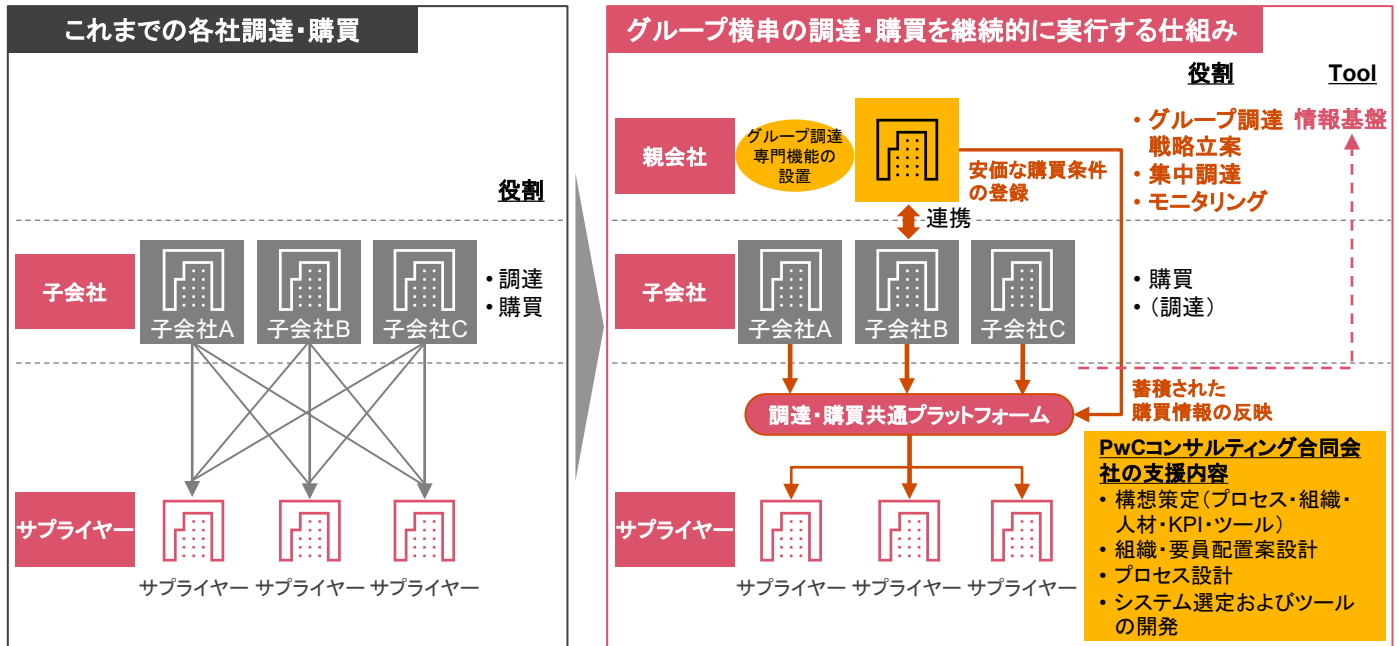 これまでの各社調達・購買
役割
子会社
子会社A
子会社B
子会社C
・調達
・購買
サプライヤー
サプライヤー
サプライヤー
サプライヤー
グループ横串の調達・購買を継続的に実行する仕組み
役割
Tool
親会社
グループ調達
専門機能の
設置
安価な購買条件
の登録
・グループ調達
戦略立案
・集中調達
・モニタリング
情報基盤
連携
子会社
子会社A
子会社B
子会社C
・購買
・（調達）
調達・購買共通プラットフォーム
蓄積された
購買情報の反映
サプライヤー
サプライヤー
サプライヤー
サプライヤー
PwCコンサルティング合同会
社の支援内容
・構想策定（プロセス・組織・
人材・KPI・ツール）
・組織・要員配置案設計
・プロセス設計
・システム選定およびツール
の開発